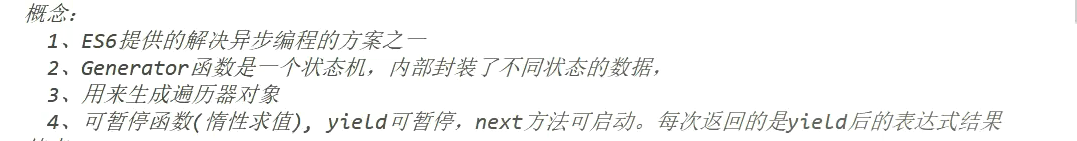 概念：
1、ES6提供的解决异步编程的方案之一
2、Generator函数是一个状态机，内部封装了不同状态的数据，
3、用来生成遍历器对象
4、可暂停函数(惰性求值), yield可暂停，next方法可启动。每次返回的是yield后的表达式结果